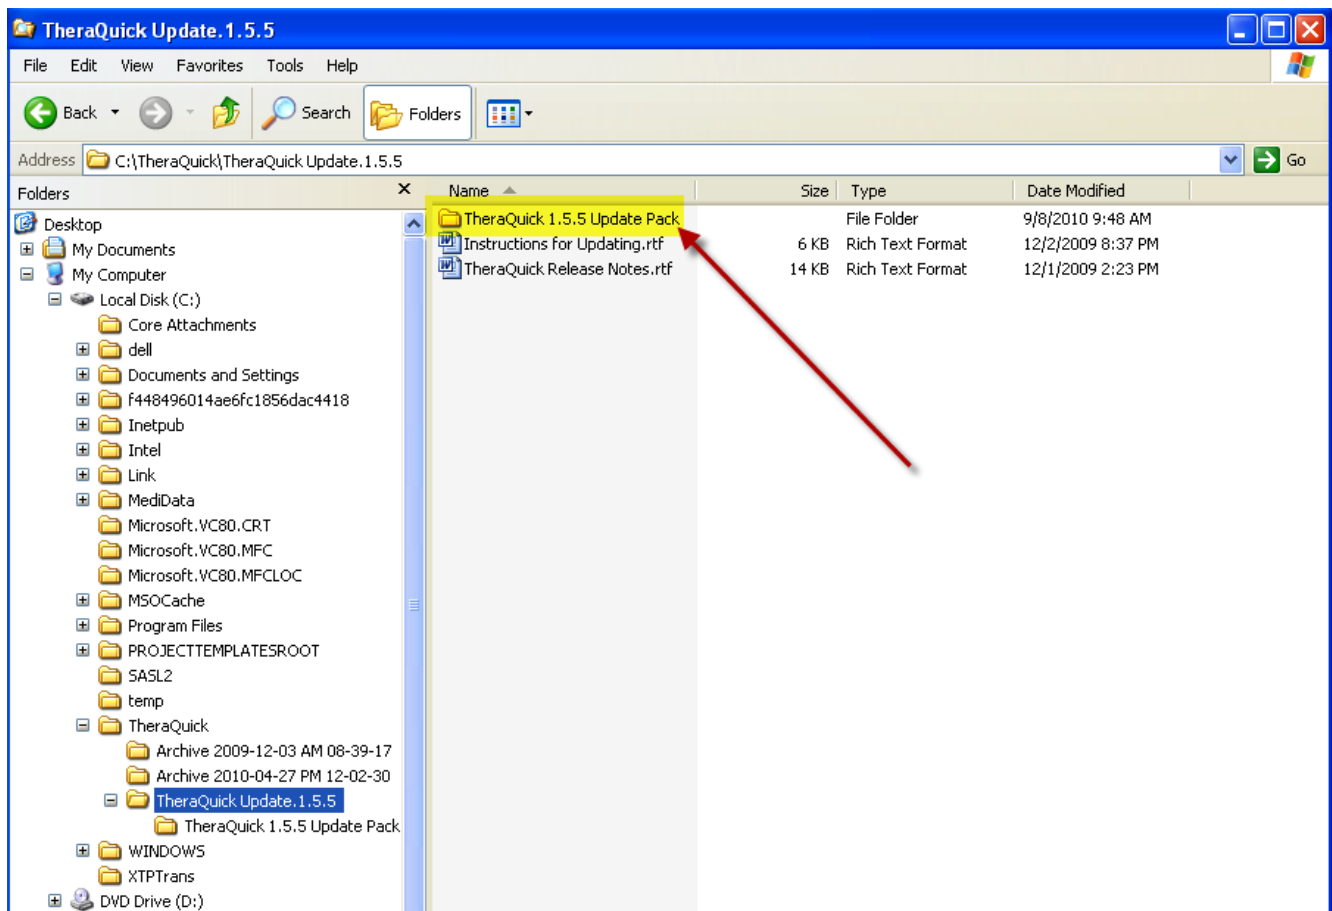 TheraQuick Update.1.5.5
File Edit View Favorites Tools Help
Back Search Folders
Address C:\TheraQuick\TheraQuick Update.1.5.5 Go
Folders
Desktop
My Documents
My Computer
Local Disk (C:)
Core Attachments
dell
Documents and Settings
f448496014ae6fc1856dac4418
Inetpub
Intel
Link
MediData
Microsoft.VC80.CRT
Microsoft.VC80.MFC
Microsoft.VC80.MFCLOC
MSOCache
Program Files
PROJECTTEMPLATESROOT
SASL2
temp
TheraQuick
Archive 2009-12-03 AM 08-39-17
Archive 2010-04-27 PM 12-02-30
TheraQuick Update.1.5.5
TheraQuick 1.5.5 Update Pack
WINDOWS
XTPTrans
DVD Drive (D:)
Name Size Type Date Modified
TheraQuick 1.5.5 Update Pack File Folder 9/8/2010 9:48 AM
Instructions for Updating.rtf 6 KB Rich Text Format 12/2/2009 8:37 PM
TheraQuick Release Notes.rtf 14 KB Rich Text Format 12/1/2009 2:23 PM